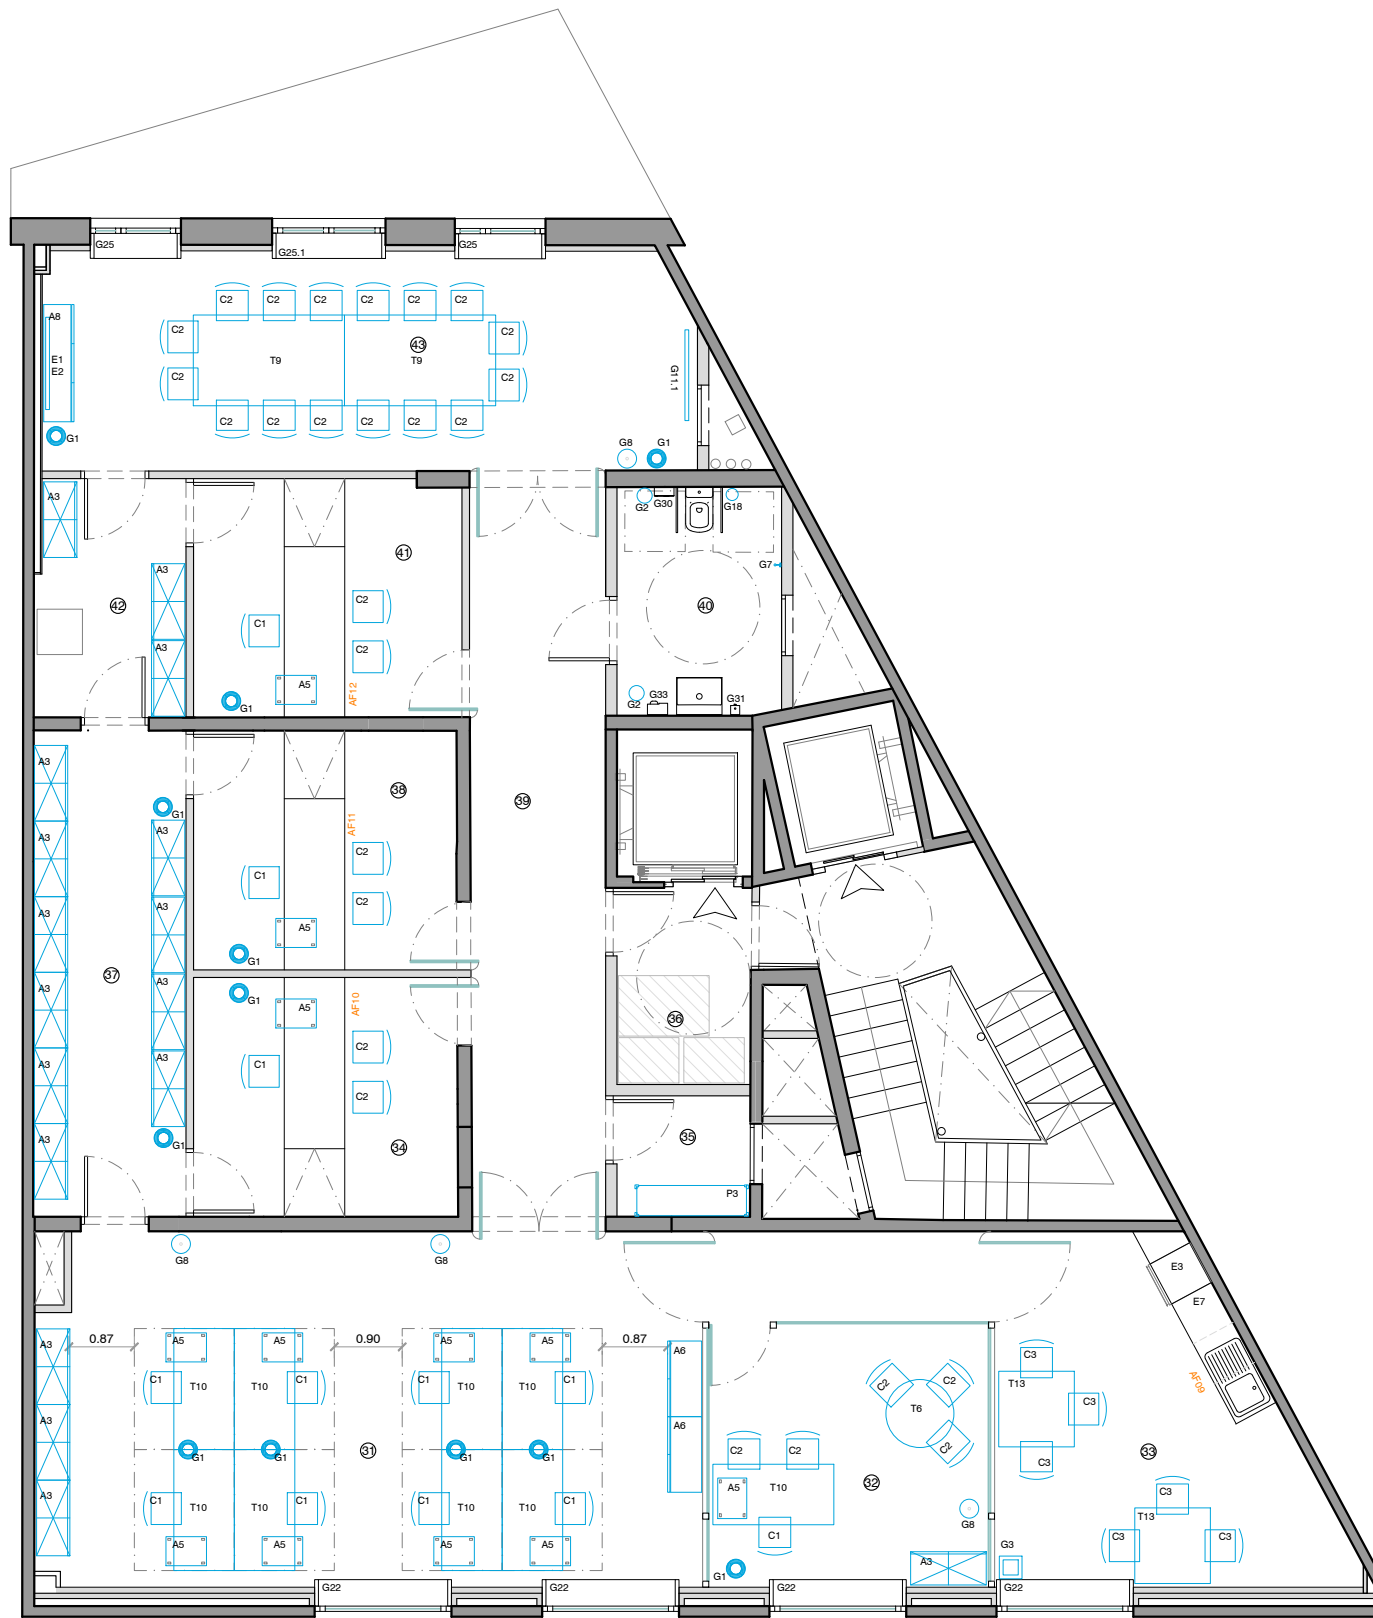 G25 G25.1 G25
A8 C2 C2 C2 C2 C2 C2
C2 C2
43
E1 T9 T9
E2
C2 C2
G11.1
C2 C2 C2 C2 C2 C2
G1 G8 G1
A3 G2 G30 G18
41
A3 G7
42 C2 40
C1
A3 C2
A5 AF12 G33 G31
G1 G2
A3 38 39
G1
A3 A3 AF11
C2
C1
A3 A3 C2
A5
G1
37
A3 A3 G1 A5 AF10
36
C2
A3 A3 C1
C2
A3 G1 34 35
P3
G8 G8
E3
E7
0.87 0.90 0.87
A3 A5 A5 A5 A5 A6
C3
C1 T10 T10 C1 C1 T10 T10 C1 C2 C2 T13 AF09
C3
A3 T6
A6
G1 G1 31 G1 G1 C2 C2 C2 33
C3
32
A3 C1 T10 T10 C1 C1 T10 T10 C1 A5 T10 C3
G8 T13
A5 A5 A5 A5 C1 C3 C3
G3
G1 A3
G22 G22 G22 G22